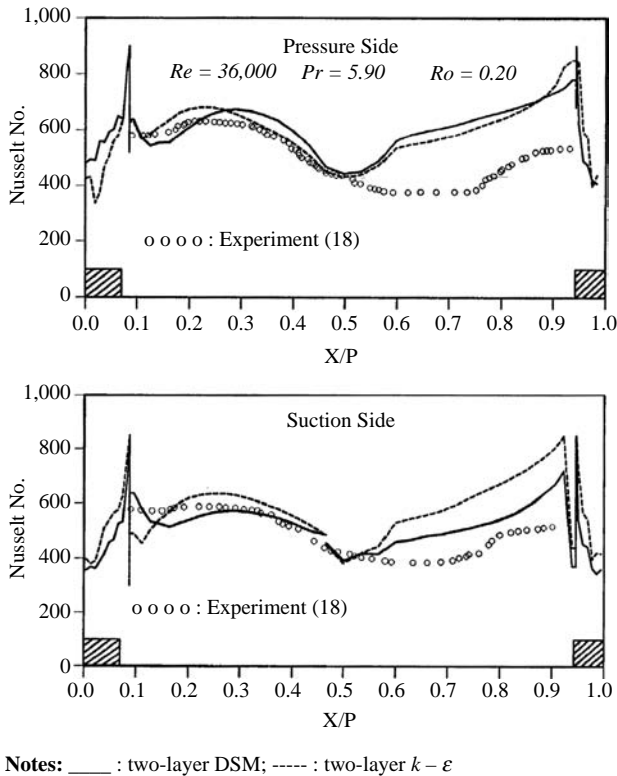 1,000
800
600
400
200
0
Nusselt No.
Pressure Side
Re = 36,000 Pr = 5.90 Ro = 0.20
o o o o : Experiment (18)
0.0 0.1 0.2 0.3 0.4 0.5 0.6 0.7 0.8 0.9 1.0
X/P
1,000
800
600
400
200
0
Nusselt No.
Suction Side
o o o o : Experiment (18)
0.0 0.1 0.2 0.3 0.4 0.5 0.6 0.7 0.8 0.9 1.0
X/P
Notes: ____ : two-layer DSM; ----- : two-layer k – ε